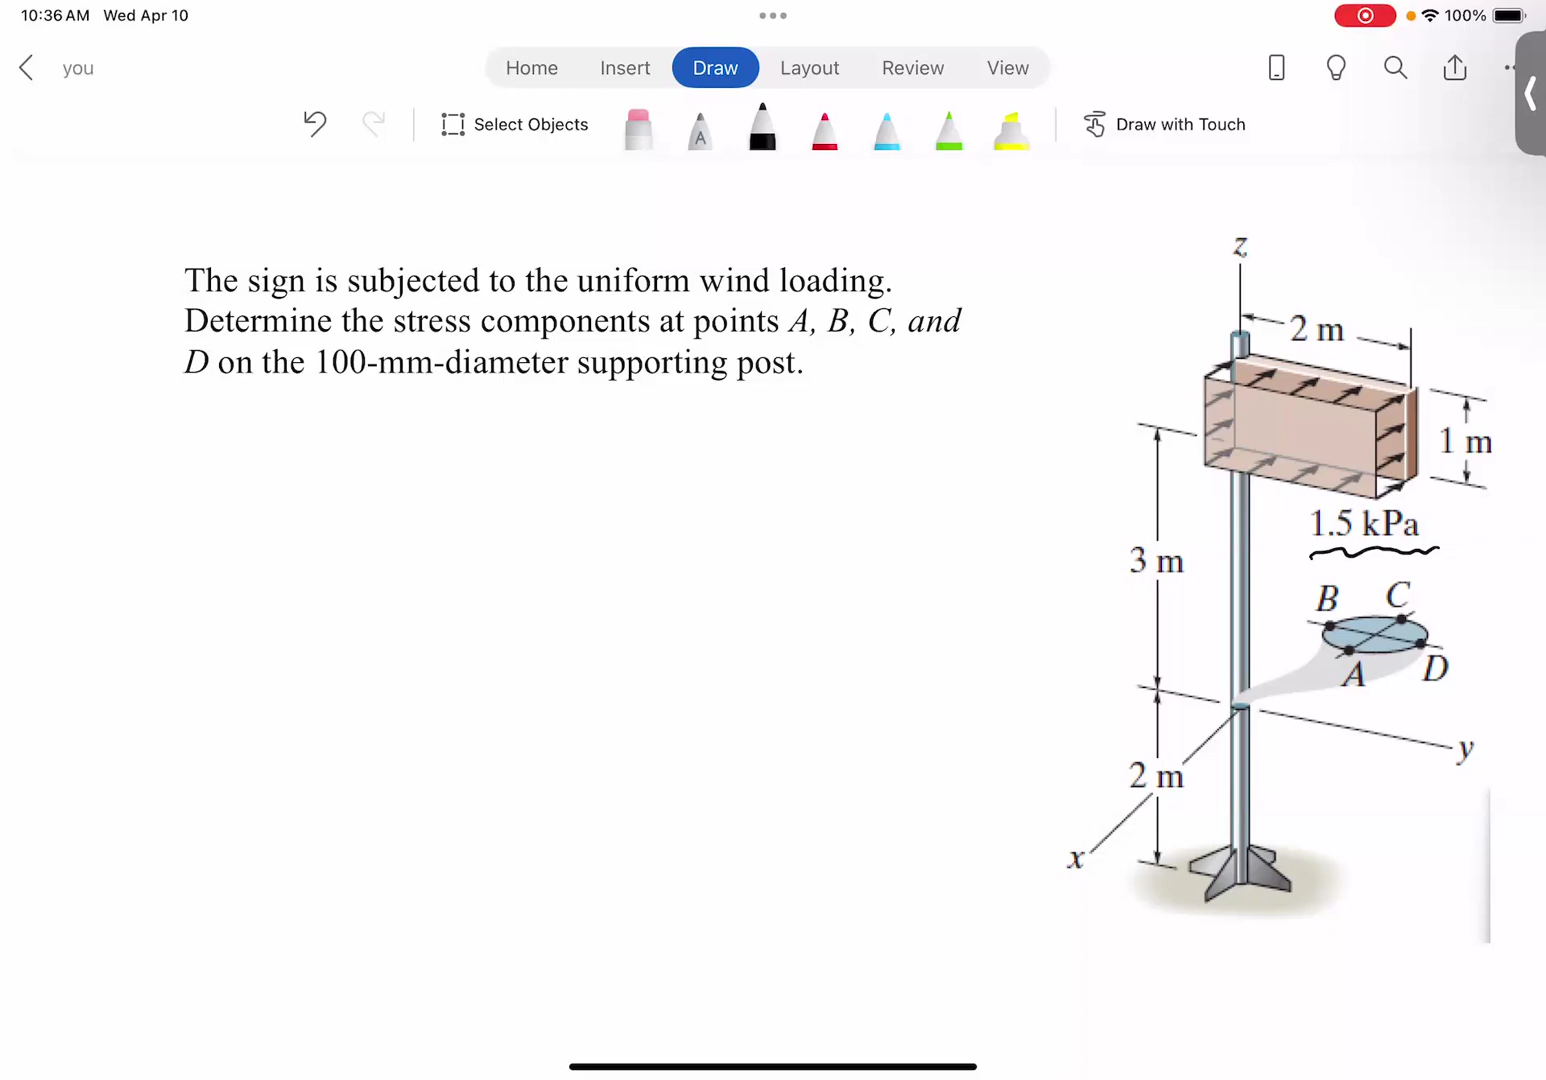 10:36 AM Wed Apr 10
100%
you
Home Insert Draw Layout Review View
Select Objects
A
Draw with Touch
The sign is subjected to the uniform wind loading.
Determine the stress components at points A, B, C, and
D on the 100-mm-diameter supporting post.
z
2 m
1 m
1.5 kPa
3 m
B C
A D
y
2 m
x